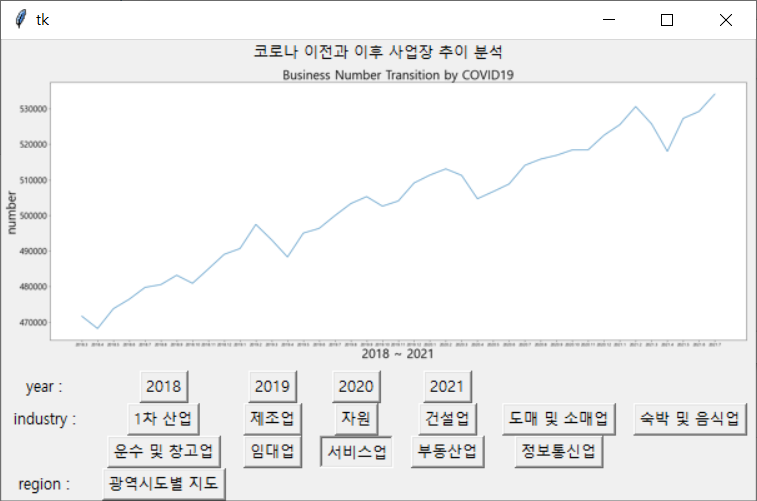 tk
코로나 이전과 이후 사업장 추이 분석
Business Number Transition by COVID19
530000
520000
510000
500000
490000
480000
470000
number
2018 ~ 2021
year : 2018 2019 2020 2021
industry : 1차 산업 제조업 자원 건설업 도매 및 소매업 숙박 및 음식업
운수 및 창고업 임대업 서비스업 부동산업 정보통신업
region : 광역시도별 지도